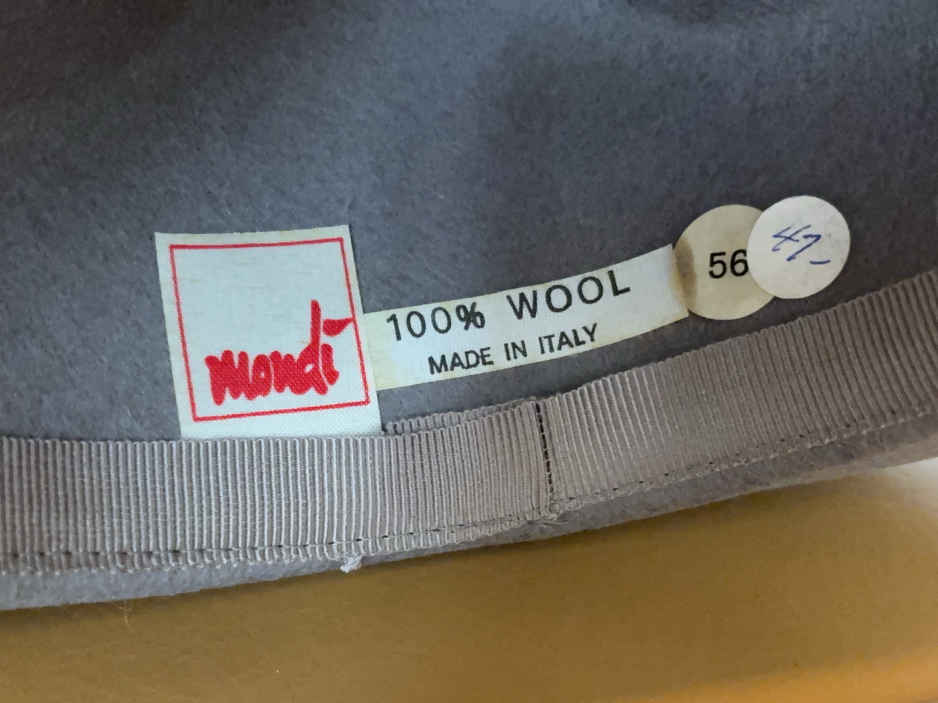 mondi
100% WOOL
MADE IN ITALY
56
47-